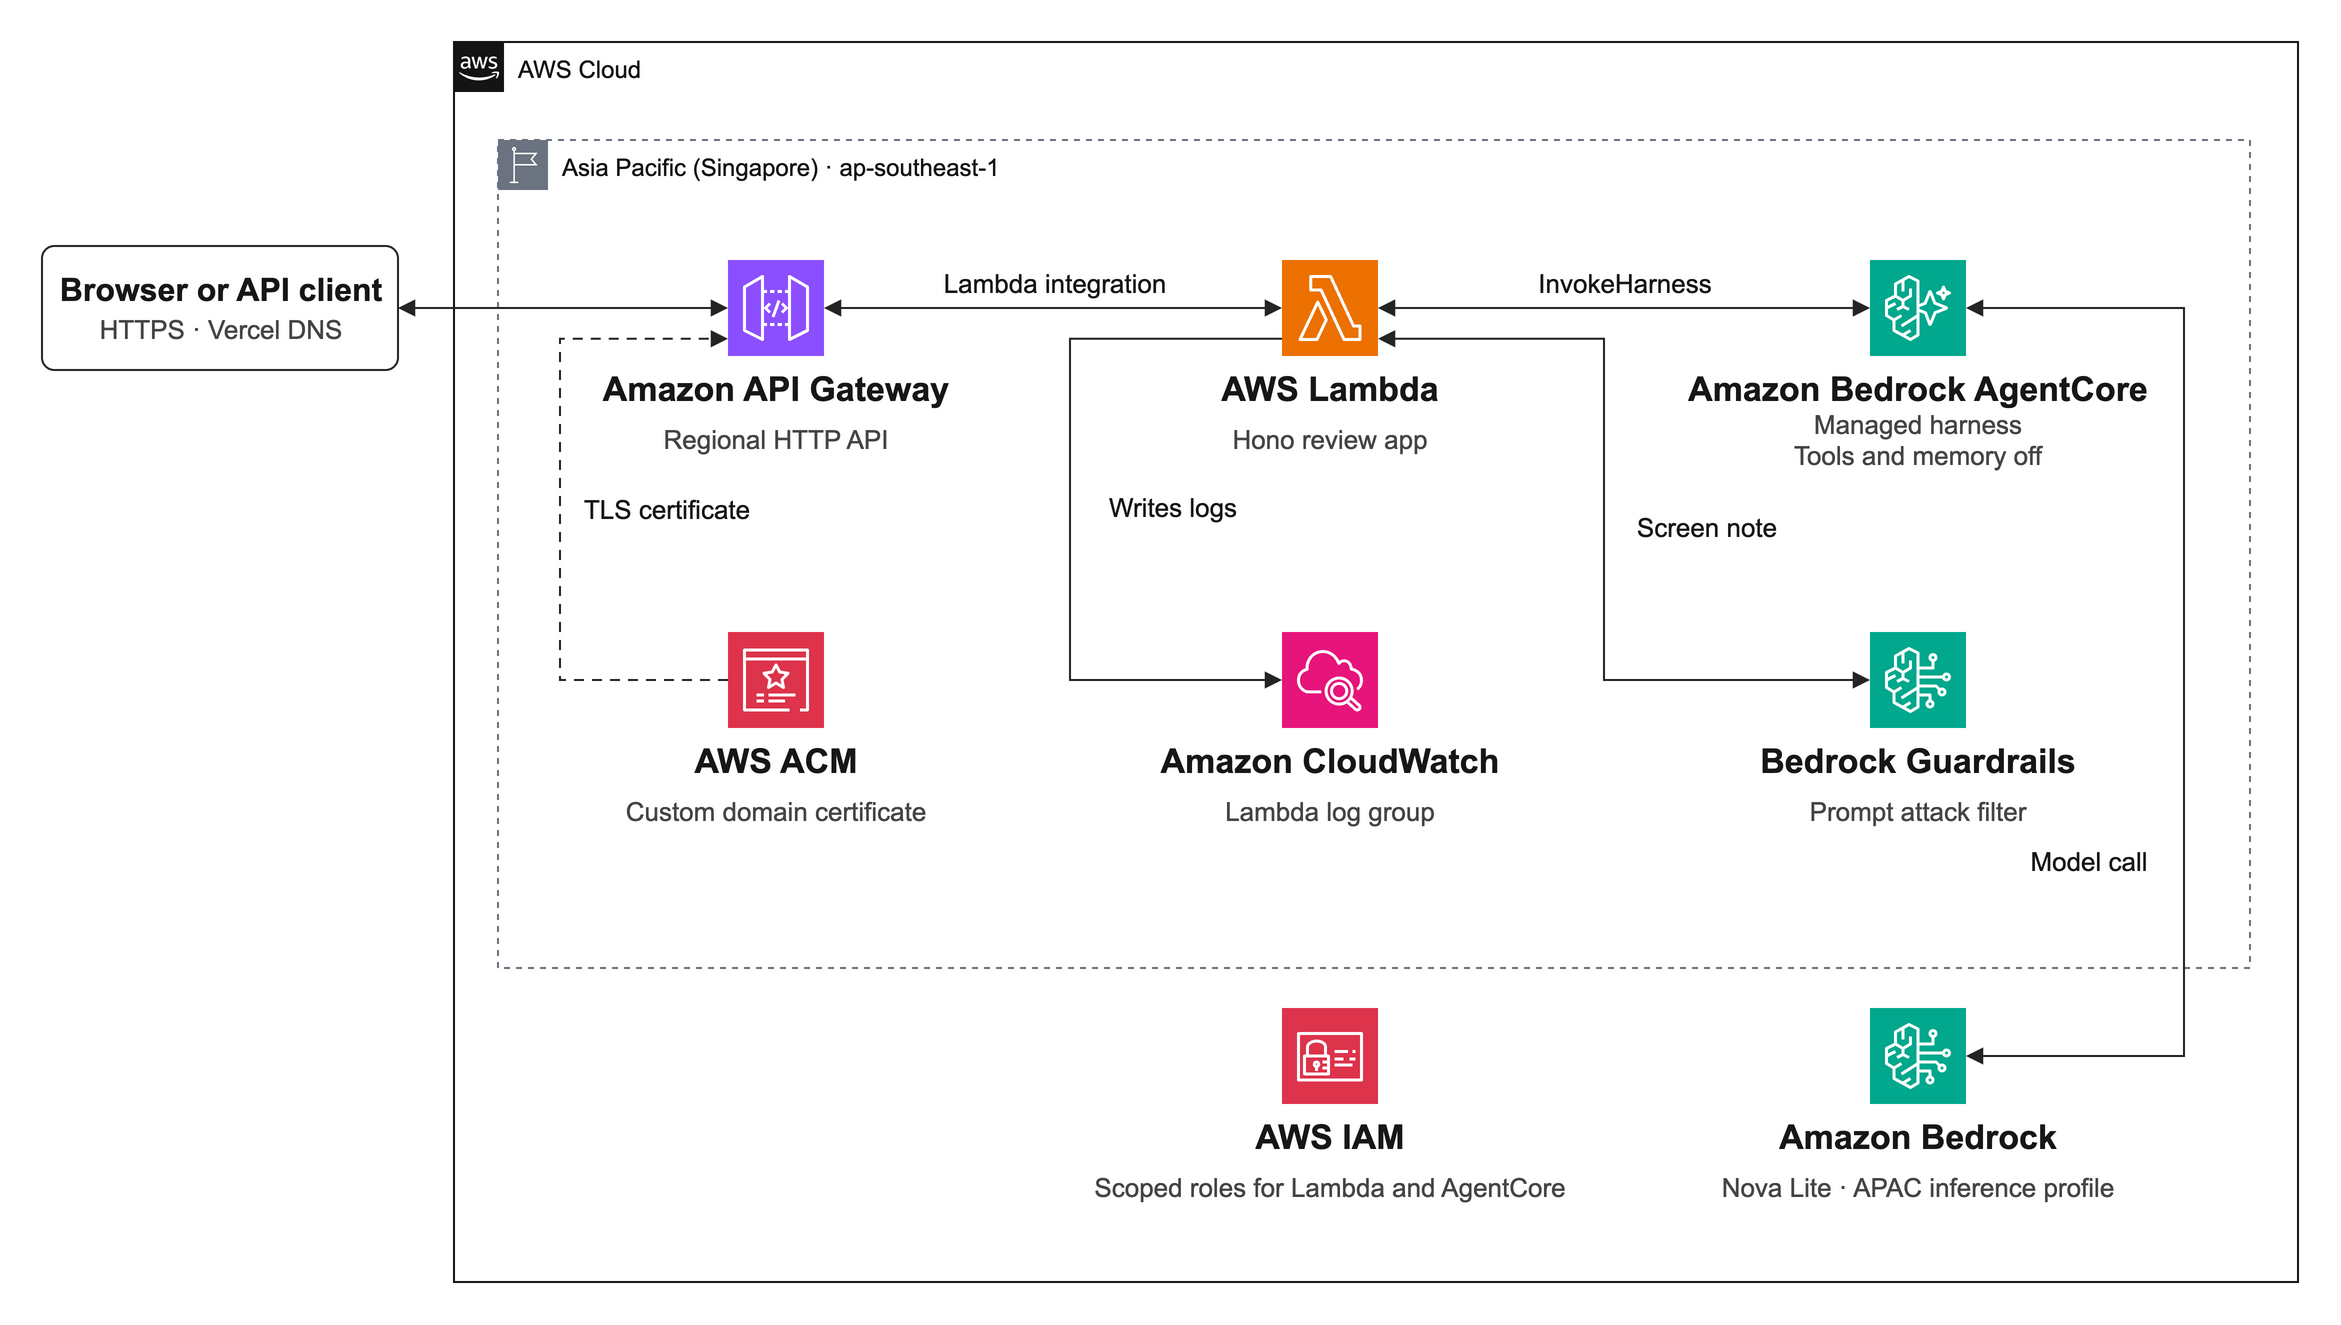 aws
AWS Cloud
Asia Pacific (Singapore) · ap-southeast-1
Browser or API client
HTTPS · Vercel DNS
Lambda integration
InvokeHarness
Amazon API Gateway
Regional HTTP API
AWS Lambda
Hono review app
Amazon Bedrock AgentCore
Managed harness
Tools and memory off
TLS certificate
Writes logs
Screen note
AWS ACM
Custom domain certificate
Amazon CloudWatch
Lambda log group
Bedrock Guardrails
Prompt attack filter
Model call
AWS IAM
Scoped roles for Lambda and AgentCore
Amazon Bedrock
Nova Lite · APAC inference profile